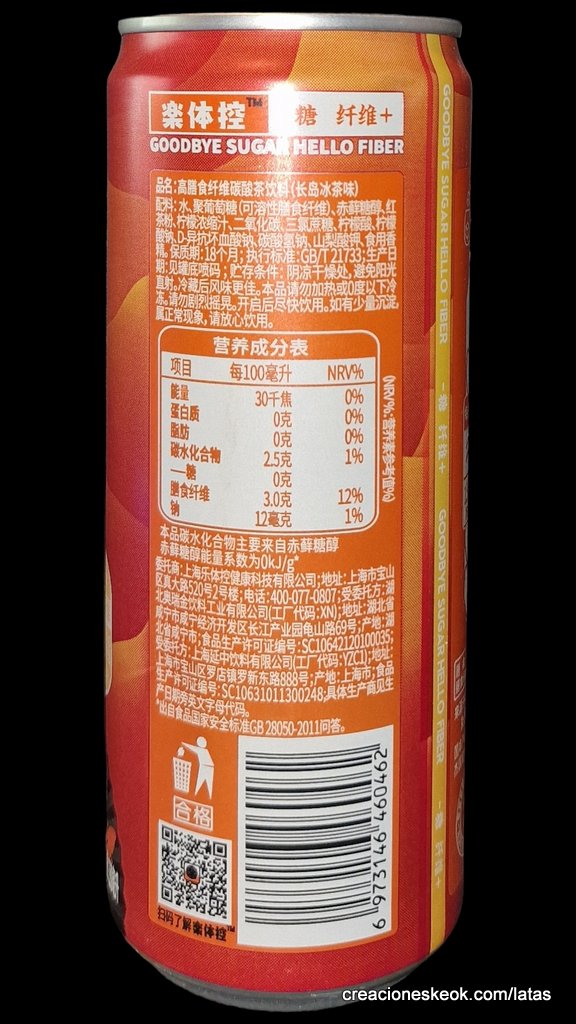 楽体控™
糖 纤维+
GOODBYE SUGAR HELLO FIBER
品名:高膳食纤维碳酸茶饮料(长岛冰茶味)
配料:水、聚葡萄糖(可溶性膳食纤维)、赤藓糖醇、红
茶粉、柠檬浓缩汁、二氧化碳、三氯蔗糖、柠檬酸、柠檬
酸钠、D-异抗坏血酸钠、碳酸氢钠、山梨酸钾、食用香
精。保质期:18个月; 执行标准:GB/T 21733;生产日
期:见罐底喷码; 贮存条件: 阴凉干燥处, 避免阳光
直射。冷藏后风味更佳。本品请勿加热或0度以下冷
冻。请勿剧烈摇晃。开启后尽快饮用。如有少量沉淀,
属正常现象, 请放心饮用。
营养成分表
项目 每100毫升 NRV%
能量 30千焦 0%
蛋白质 0克 0%
脂肪 0克 0%
碳水化合物 2.5克 1%
——糖 0克
膳食纤维 3.0克 12%
钠 12毫克 1%
(NRV%:营养素参考值%)
本品碳水化合物主要来自赤藓糖醇
赤藓糖醇能量系数为0kJ/g*
委托商:上海乐体控健康科技有限公司;地址:上海市宝山
区真大路520号2号楼;电话:400-077-0807;受委托方:湖
北奥瑞金饮料工业有限公司(工厂代码:XN);地址:湖北省
咸宁市咸宁经济开发区长江产业园龟山路69号;产地:湖
北省咸宁市;食品生产许可证编号:SC10642120100035;
受委托方:上海延中饮料有限公司(工厂代码:YZC1);地址:
上海市宝山区罗店镇罗新东路888号;产地:上海市;食品
生产许可证编号:SC10631011300248;具体生产商见生
产日期旁英文字母代码。
*出自食品国家安全标准GB 28050-2011问答。
合格
扫码了解楽体控™
6 973146 460462
GOODBYE SUGAR HELLO FIBER
-糖 纤维+
GOODBYE SUGAR HELLO FIBER
-糖 纤维+
creacioneskeok.com/latas